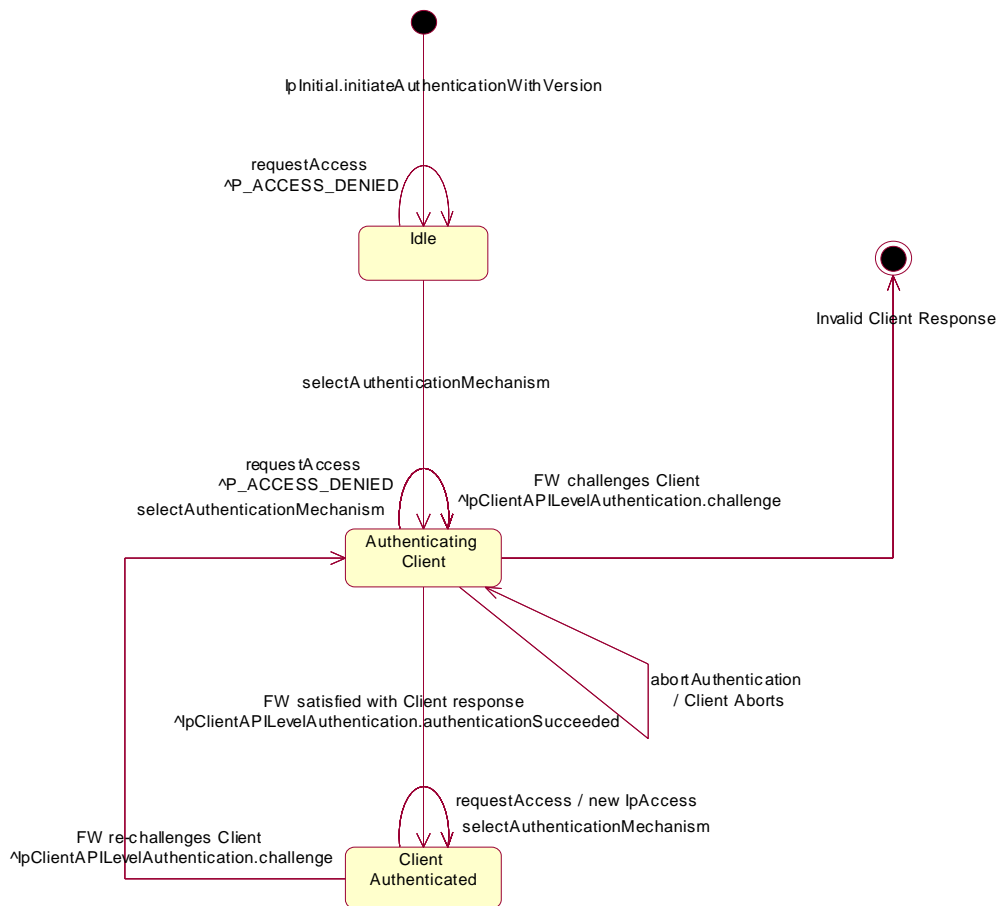 IpInitial.initiateAuthenticationWithVersion
requestAccess
^P_ACCESS_DENIED
Idle
Invalid Client Response
selectAuthenticationMechanism
requestAccess
^P_ACCESS_DENIED
selectAuthenticationMechanism
FW challenges Client
^IpClientAPILevelAuthentication.challenge
Authenticating
Client
abortAuthentication
/ Client Aborts
FW satisfied with Client response
^IpClientAPILevelAuthentication.authenticationSucceeded
requestAccess / new IpAccess
selectAuthenticationMechanism
FW re-challenges Client
^IpClientAPILevelAuthentication.challenge
Client
Authenticated